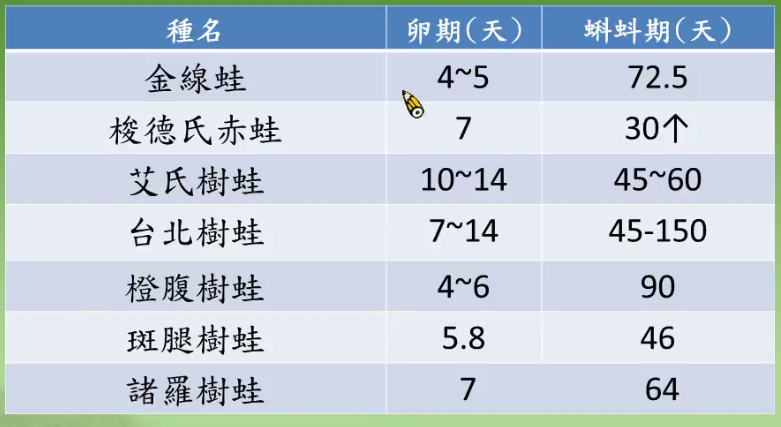 種名 卵期(天) 蝌蚪期(天)
金線蛙 4~5 72.5
梭德氏赤蛙 7 30↑
艾氏樹蛙 10~14 45~60
台北樹蛙 7~14 45-150
橙腹樹蛙 4~6 90
斑腿樹蛙 5.8 46
諸羅樹蛙 7 64